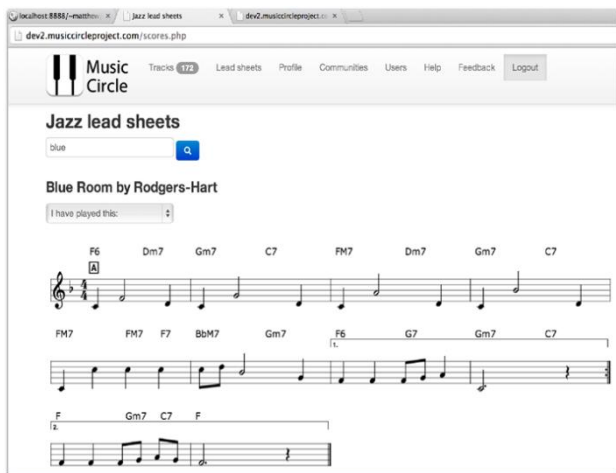 localhost:8888/~matthew
Jazz lead sheets
dev2.musiccircleproject.c
dev2.musiccircleproject.com/scores.php
Music Circle
Tracks 172 Lead sheets Profile Communities Users Help Feedback Logout
Jazz lead sheets
blue
Blue Room by Rodgers-Hart
I have played this:
F6 Dm7 Gm7 C7 FM7 Dm7 Gm7 C7
A
4
4
FM7 FM7 F7 BbM7 Gm7 F6 G7 Gm7 C7
1.
F Gm7 C7 F
2.